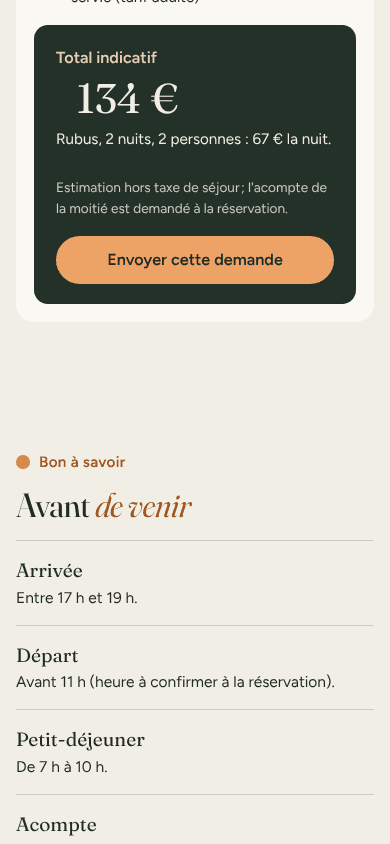 Total indicatif
134 €
Rubus, 2 nuits, 2 personnes : 67 € la nuit.
Estimation hors taxe de séjour ; l'acompte de
la moitié est demandé à la réservation.
Envoyer cette demande
Bon à savoir
Avant de venir
Arrivée
Entre 17 h et 19 h.
Départ
Avant 11 h (heure à confirmer à la réservation).
Petit-déjeuner
De 7 h à 10 h.
Acompte